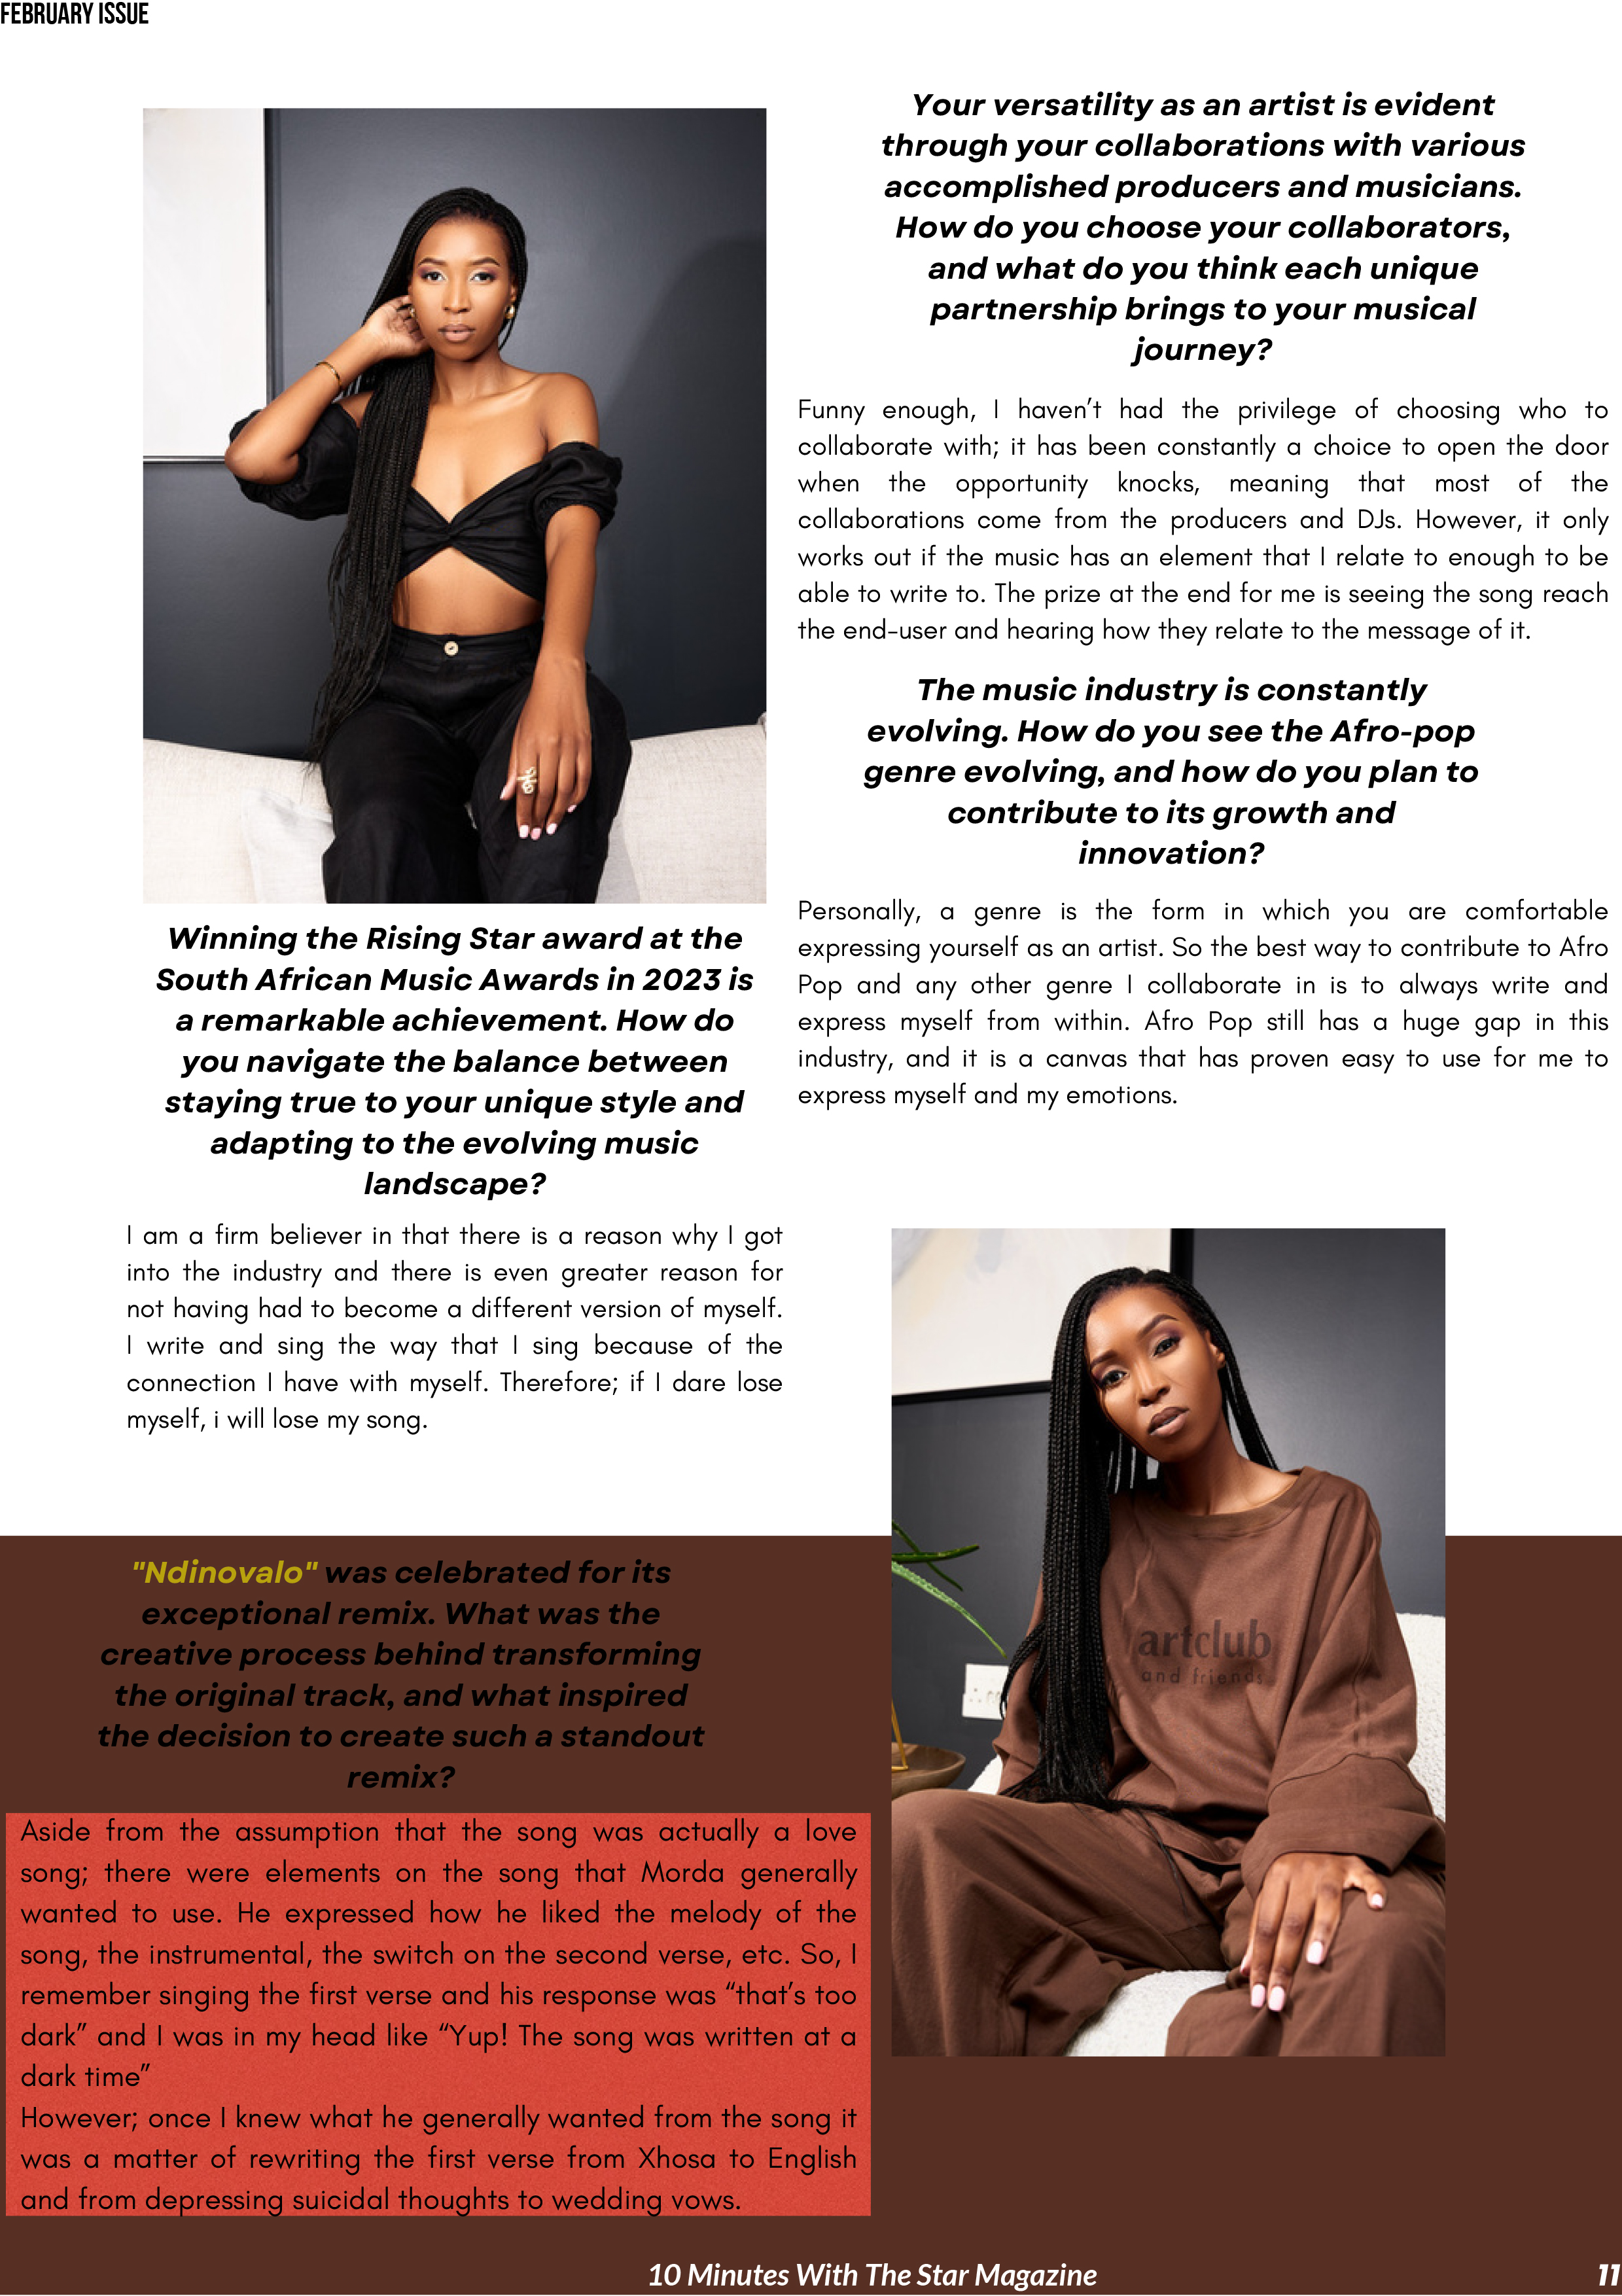 FEBRUARY ISSUE
Winning the Rising Star award at the
South African Music Awards in 2023 is
a remarkable achievement. How do
you navigate the balance between
staying true to your unique style and
adapting to the evolving music
landscape?
I am a firm believer in that there is a reason why I got
into the industry and there is even greater reason for
not having had to become a different version of myself.
I write and sing the way that I sing because of the
connection I have with myself. Therefore; if I dare lose
myself, i will lose my song.
Your versatility as an artist is evident
through your collaborations with various
accomplished producers and musicians.
How do you choose your collaborators,
and what do you think each unique
partnership brings to your musical
journey?
Funny enough, I haven’t had the privilege of choosing who to
collaborate with; it has been constantly a choice to open the door
when the opportunity knocks, meaning that most of the
collaborations come from the producers and DJs. However, it only
works out if the music has an element that I relate to enough to be
able to write to. The prize at the end for me is seeing the song reach
the end-user and hearing how they relate to the message of it.
The music industry is constantly
evolving. How do you see the Afro-pop
genre evolving, and how do you plan to
contribute to its growth and
innovation?
Personally, a genre is the form in which you are comfortable
expressing yourself as an artist. So the best way to contribute to Afro
Pop and any other genre I collaborate in is to always write and
express myself from within. Afro Pop still has a huge gap in this
industry, and it is a canvas that has proven easy to use for me to
express myself and my emotions.
"Ndinovalo" was celebrated for its
exceptional remix. What was the
creative process behind transforming
the original track, and what inspired
the decision to create such a standout
remix?
Aside from the assumption that the song was actually a love
song; there were elements on the song that Morda generally
wanted to use. He expressed how he liked the melody of the
song, the instrumental, the switch on the second verse, etc. So, I
remember singing the first verse and his response was “that’s too
dark” and I was in my head like “Yup! The song was written at a
dark time”
However; once I knew what he generally wanted from the song it
was a matter of rewriting the first verse from Xhosa to English
and from depressing suicidal thoughts to wedding vows.
artclub
and friends
10 Minutes With The Star Magazine
11